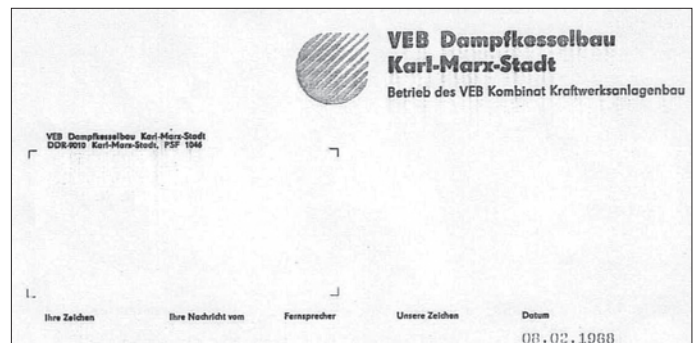 VEB Dampfkesselbau
Karl-Marx-Stadt
Betrieb des VEB Kombinat Kraftwerksanlagenbau
VEB Dampfkesselbau Karl-Marx-Stadt
DDR-9010 Karl-Marx-Stadt, PSF 1046
Ihre Zeichen Ihre Nachricht vom Fernsprecher Unsere Zeichen Datum
08.02.1988